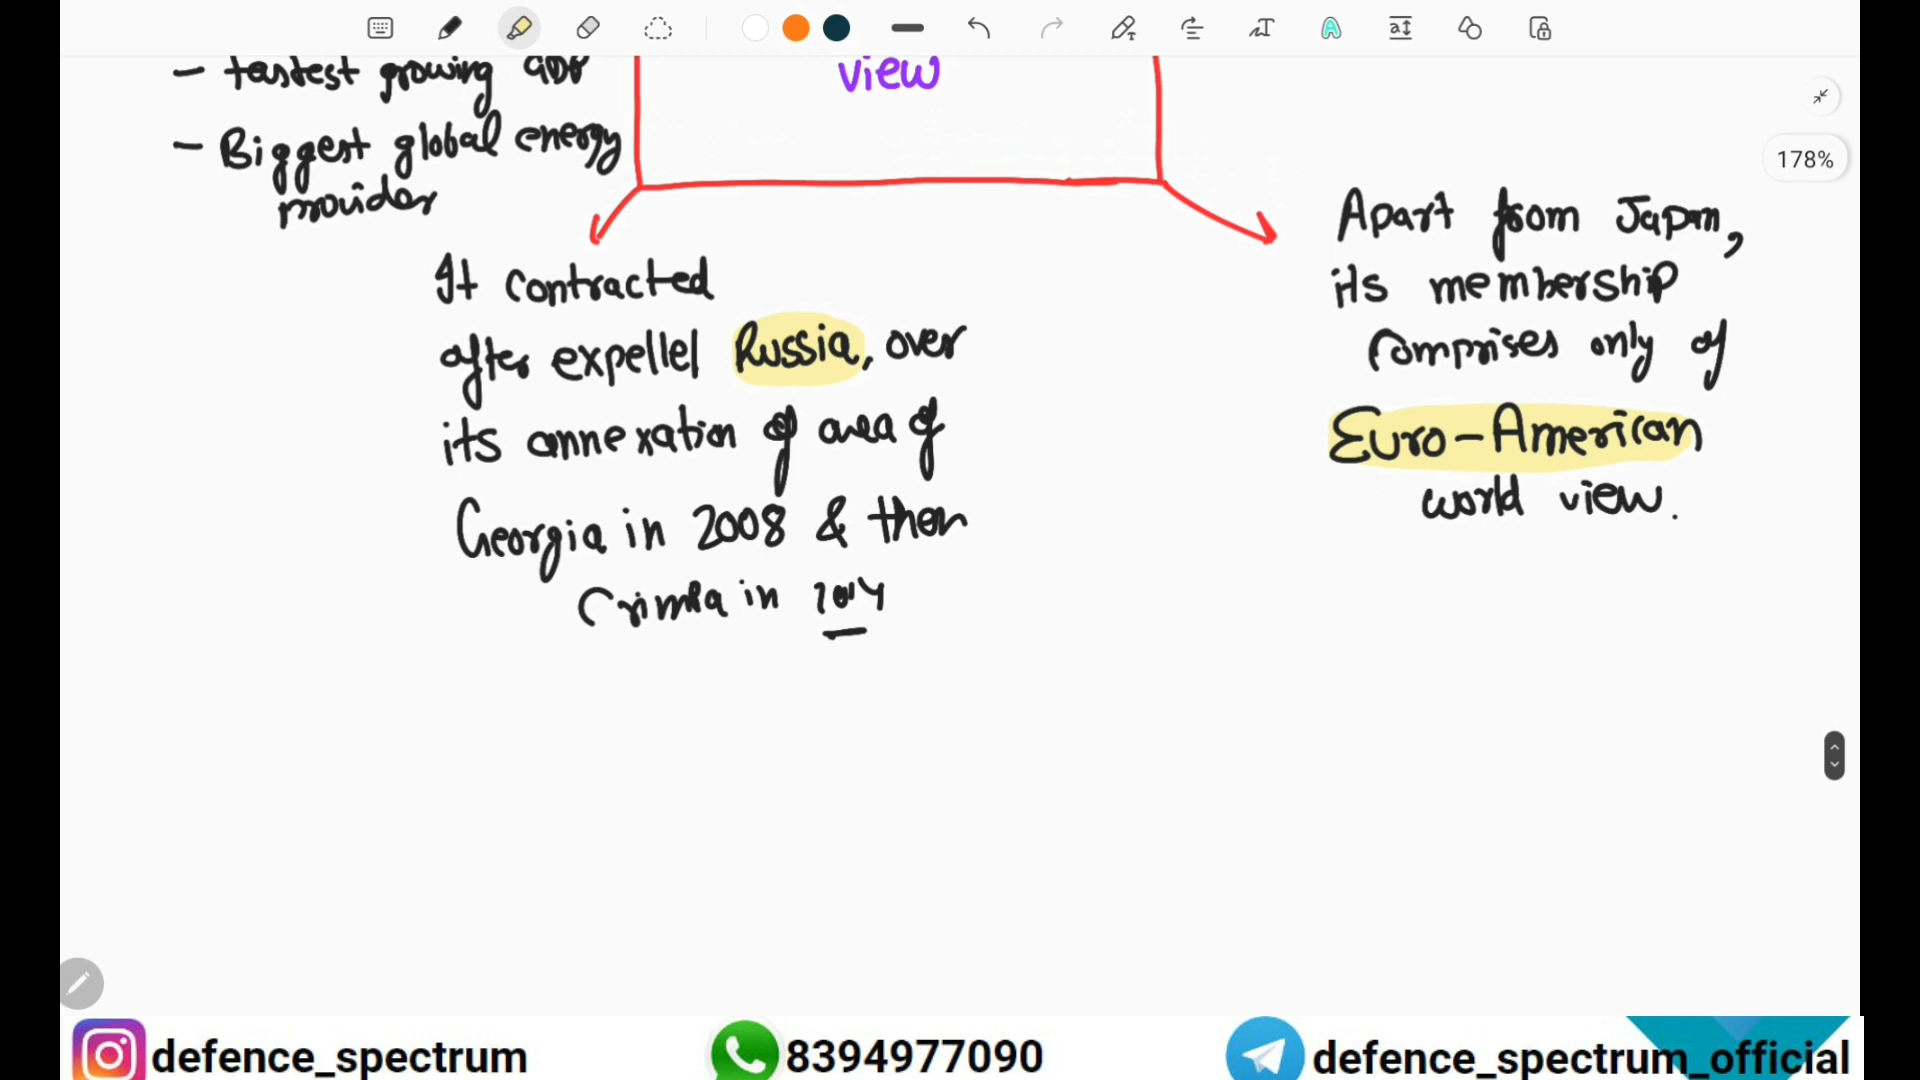 view
- fastest growing GDP
- Biggest global energy
provider
178%
It contracted
after expellel Russia, over
its annexation of area of
Georgia in 2008 & then
Crimea in 2014
Apart from Japan,
its membership
comprises only of
Euro-American
world view.
defence_spectrum
8394977090
defence_spectrum_official